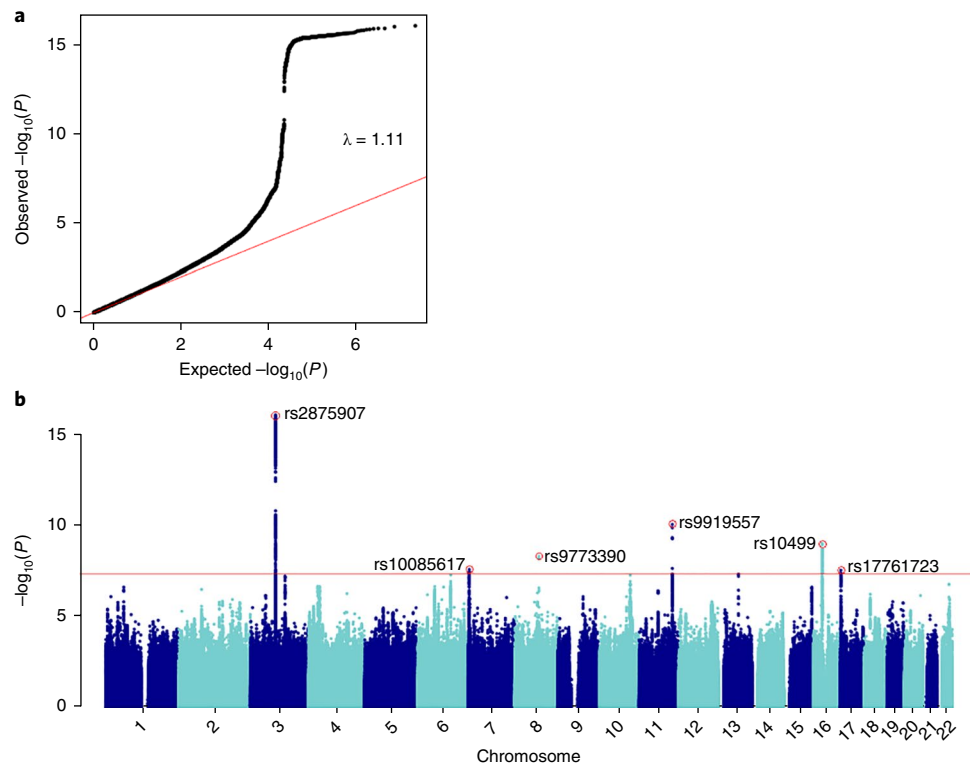 a
15
10
5
0
Observed –log10(P)
λ = 1.11
0 2 4 6
Expected –log10(P)
b
15
10
5
0
–log10(P)
rs2875907
rs9919557
rs10499
rs9773390
rs10085617
rs17761723
1 2 3 4 5 6 7 8 9 10 11 12 13 14 15 16 17 18 19 20 21 22
Chromosome